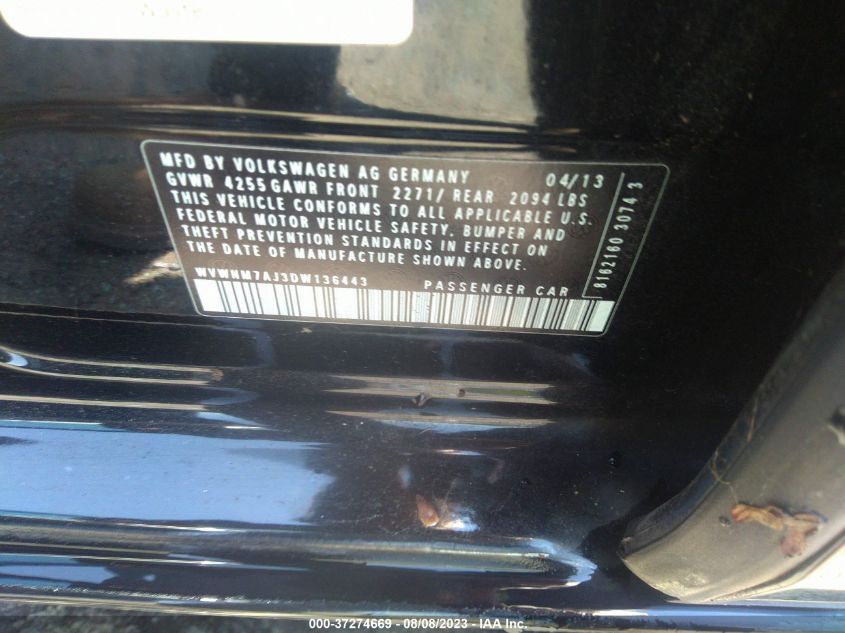 MFD BY VOLKSWAGEN AG GERMANY 04/13
GVWR 4255 GAWR FRONT 2271/ REAR 2094 LBS
THIS VEHICLE CONFORMS TO ALL APPLICABLE U.S.
FEDERAL MOTOR VEHICLE SAFETY, BUMPER AND
THEFT PREVENTION STANDARDS IN EFFECT ON
THE DATE OF MANUFACTURE SHOWN ABOVE.
WVWNM7AJ3DW136443 PASSENGER CAR
8162160 3074 3
000-37274669 - 08/08/2023 - IAA Inc.